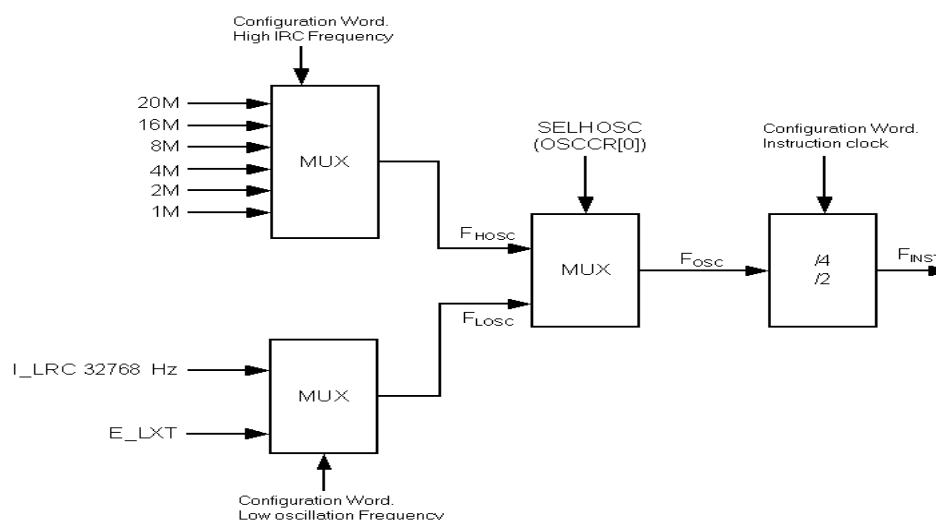 Configuration Word.
High IRC Frequency
20M
16M
8M
4M
2M
1M
MUX
SELHOSC
(OSCCR[0])
Configuration Word.
Instruction clock
FHOSC
MUX
FOSC
/4
/2
FINST
FLOSC
I_LRC 32768 Hz
MUX
E_LXT
Configuration Word.
Low oscillation Frequency